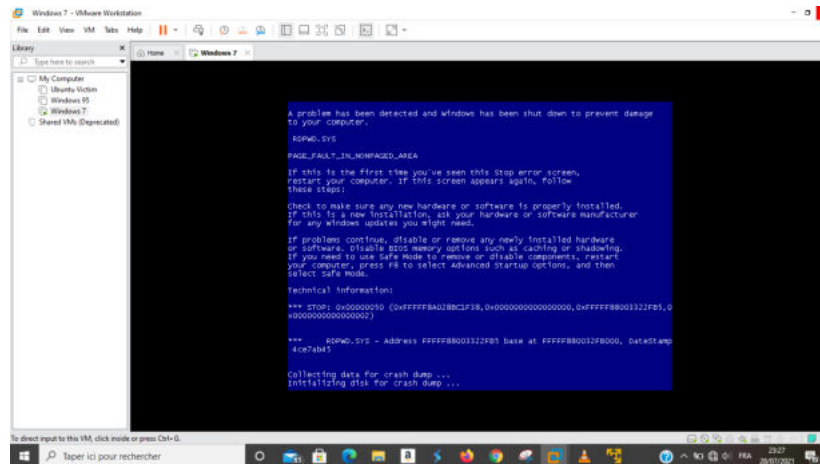 Windows 7 - VMware Workstation
File Edit View VM Tabs Help
Library
Home
Windows 7
Type here to search
My Computer
Ubuntu Victim
Windows 95
Windows 7
Shared VMs (Deprecated)
A problem has been detected and windows has been shut down to prevent damage
to your computer.
RDPWD.SYS
PAGE_FAULT_IN_NONPAGED_AREA
If this is the first time you've seen this Stop error screen,
restart your computer. If this screen appears again, follow
these steps:
Check to make sure any new hardware or software is properly installed.
If this is a new installation, ask your hardware or software manufacturer
for any windows updates you might need.
If problems continue, disable or remove any newly installed hardware
or software. Disable BIOS memory options such as caching or shadowing.
If you need to use Safe Mode to remove or disable components, restart
your computer, press F8 to select Advanced Startup Options, and then
select Safe Mode.
Technical information:
*** STOP: 0x00000050 (0xFFFFF8A028BC1F38,0x0000000000000000,0xFFFFF88003322FB5,0
x0000000000000002)
*** RDPWD.SYS - Address FFFFF88003322FB5 base at FFFFF880032FB000, DateStamp
4ce7ab45
Collecting data for crash dump ...
Initializing disk for crash dump ...
To direct input to this VM, click inside or press Ctrl+G.
Taper ici pour rechercher
65
FRA
23:27
26/07/2021